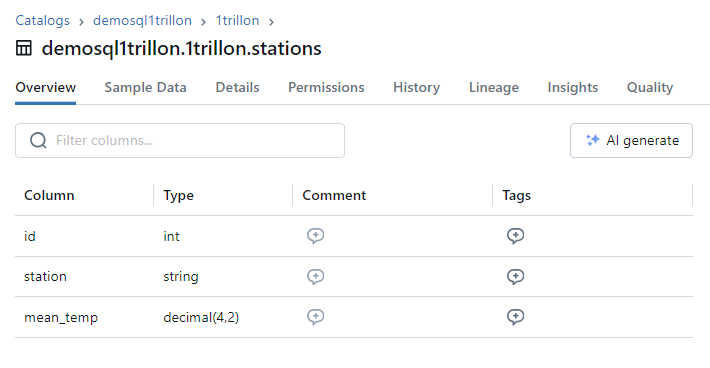 Catalogs > demosql1trillon > 1trillon >
demosql1trillon.1trillon.stations
Overview Sample Data Details Permissions History Lineage Insights Quality
Filter columns... AI generate
Column Type Comment Tags
id int
station string
mean_temp decimal(4,2)